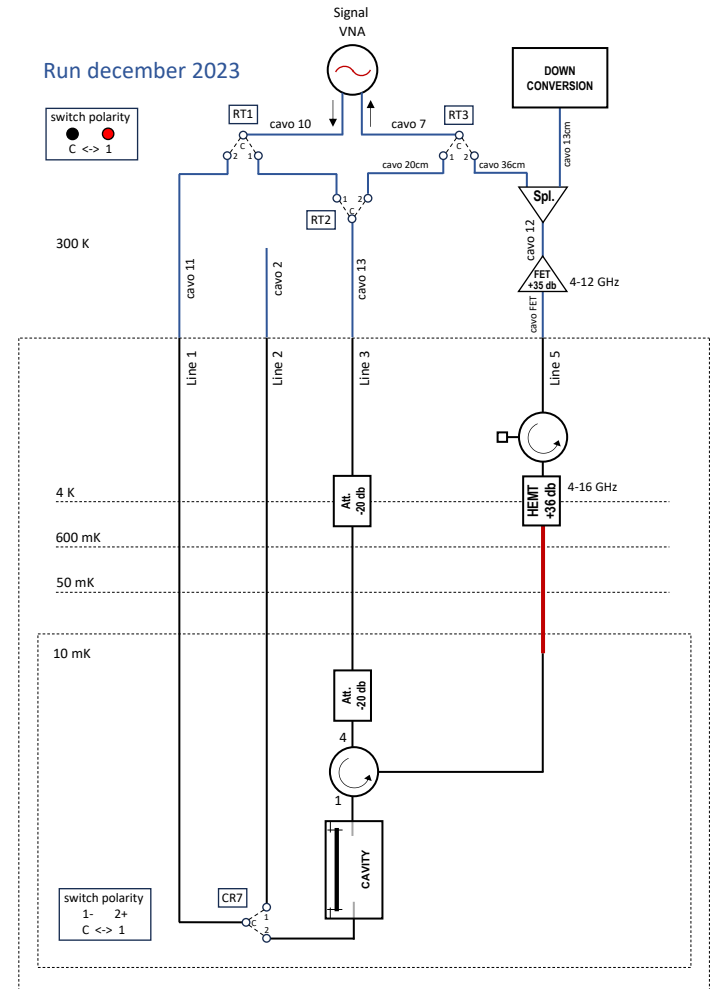 Signal
VNA
Run december 2023
DOWN
CONVERSION
switch polarity
C <-> 1
RT1
cavo 10
cavo 7
RT3
cavo 13cm
C
2 1
C
1 2
cavo 20cm
cavo 36cm
Spl.
1 2
C
RT2
300 K
cavo 11
cavo 2
cavo 13
cavo 12
FET
+35 db
4-12 GHz
cavo FET
Line 1
Line 2
Line 3
Line 5
4 K
Att.
-20 db
HEMT
+36 db
4-16 GHz
600 mK
50 mK
10 mK
Att.
-20 db
4
1
CAVITY
switch polarity
1- 2+
C <-> 1
CR7
1
C
2